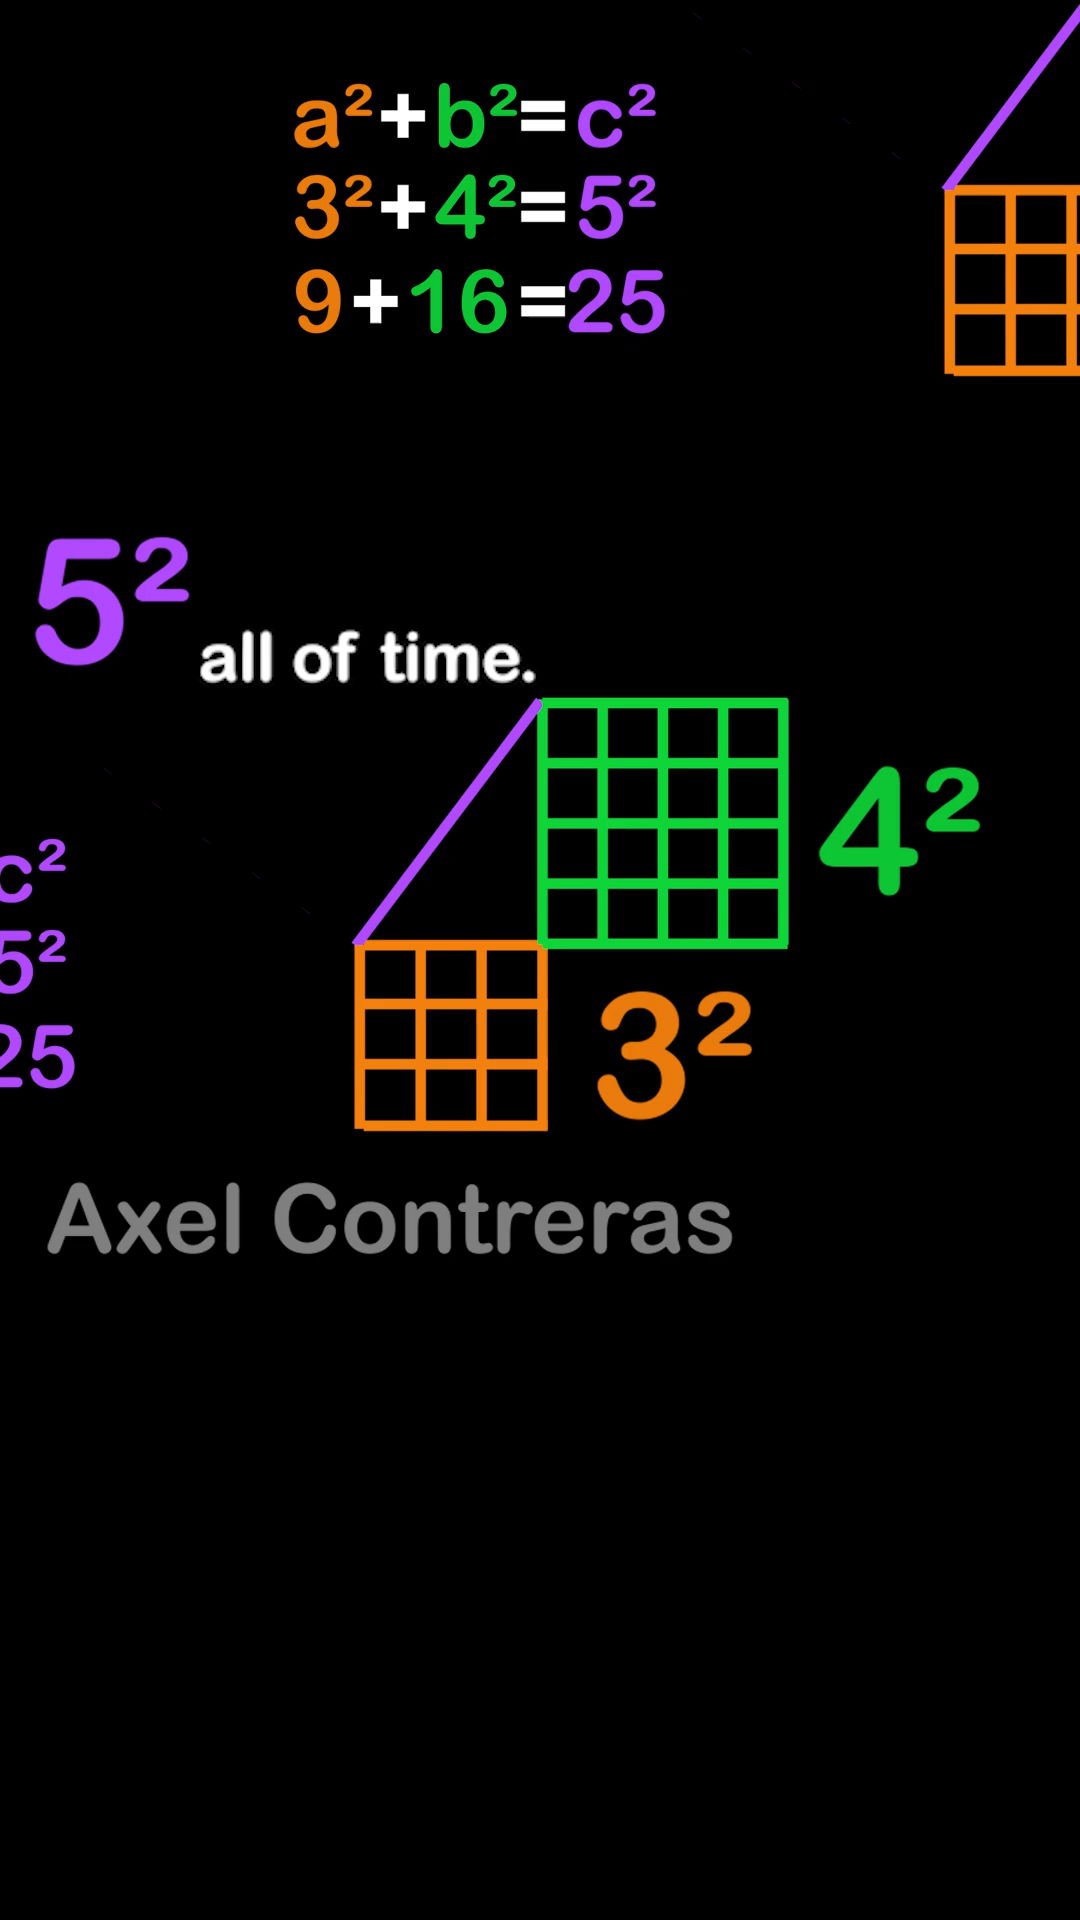 a²+b²=c²
3²+4²=5²
9+16=25
5²
all of time.
4²
c²
5²
25
3²
Axel Contreras